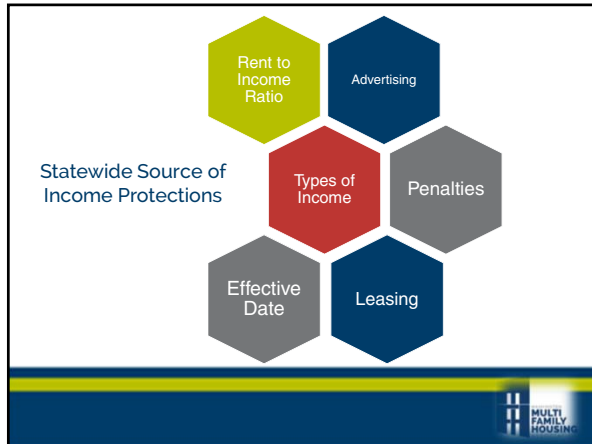 Rent to
Income
Ratio
Advertising
Statewide Source of
Income Protections
Types of
Income
Penalties
Effective
Date
Leasing
MULTI
FAMILY
HOUSING